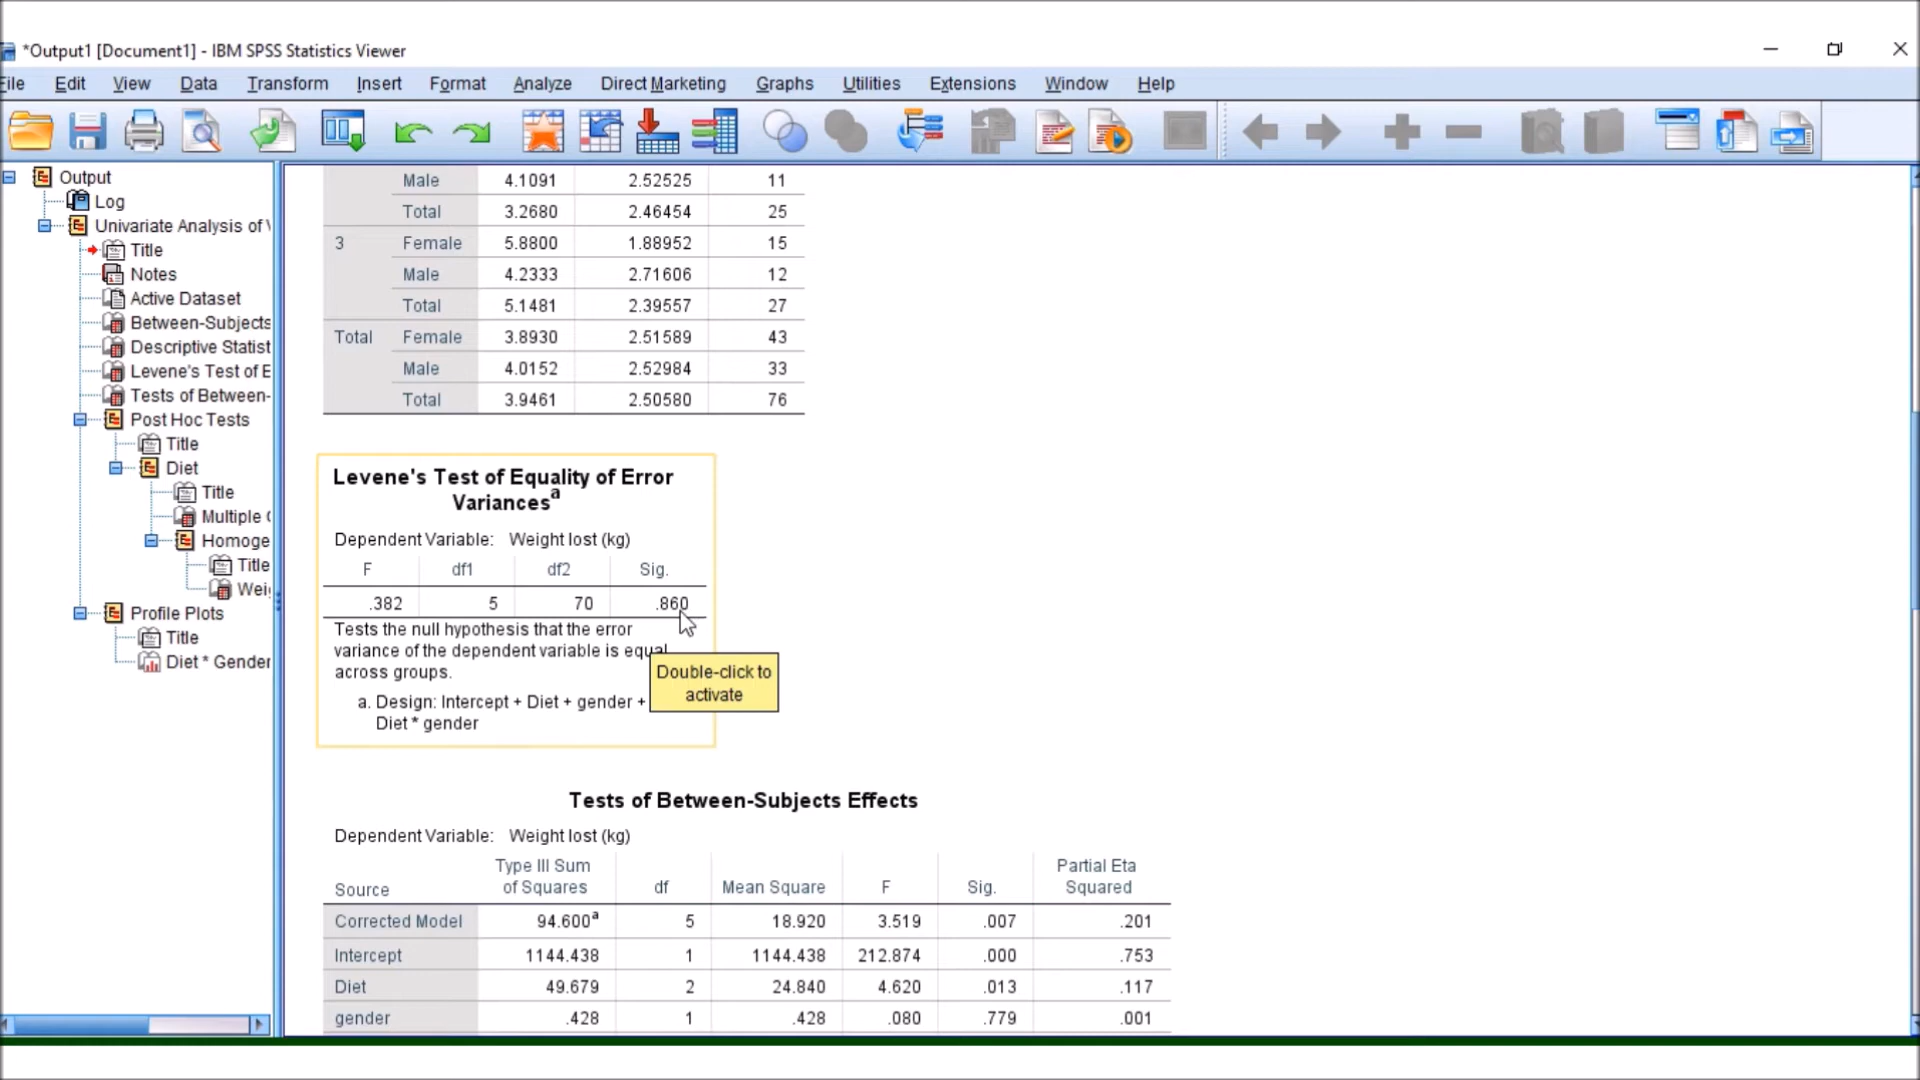 *Output1 [Document1] - IBM SPSS Statistics Viewer
File Edit View Data Transform Insert Format Analyze Direct Marketing Graphs Utilities Extensions Window Help
Output
Log
Univariate Analysis of
Title
Notes
Active Dataset
Between-Subjects
Descriptive Statist
Levene's Test of E
Tests of Between-
Post Hoc Tests
Title
Diet
Title
Multiple
Homoge
Title
Wei
Profile Plots
Title
Diet * Gender
Male 4.1091 2.52525 11
Total 3.2680 2.46454 25
3 Female 5.8800 1.88952 15
Male 4.2333 2.71606 12
Total 5.1481 2.39557 27
Total Female 3.8930 2.51589 43
Male 4.0152 2.52984 33
Total 3.9461 2.50580 76
Levene's Test of Equality of Error
Variancesa
Dependent Variable: Weight lost (kg)
F df1 df2 Sig.
.382 5 70 .860
Tests the null hypothesis that the error
variance of the dependent variable is equal
across groups.
a. Design: Intercept + Diet + gender +
Diet * gender
Double-click to
activate
Tests of Between-Subjects Effects
Dependent Variable: Weight lost (kg)
Source Type III Sum of Squares df Mean Square F Sig. Partial Eta Squared
Corrected Model 94.600a 5 18.920 3.519 .007 .201
Intercept 1144.438 1 1144.438 212.874 .000 .753
Diet 49.679 2 24.840 4.620 .013 .117
gender .428 1 .428 .080 .779 .001